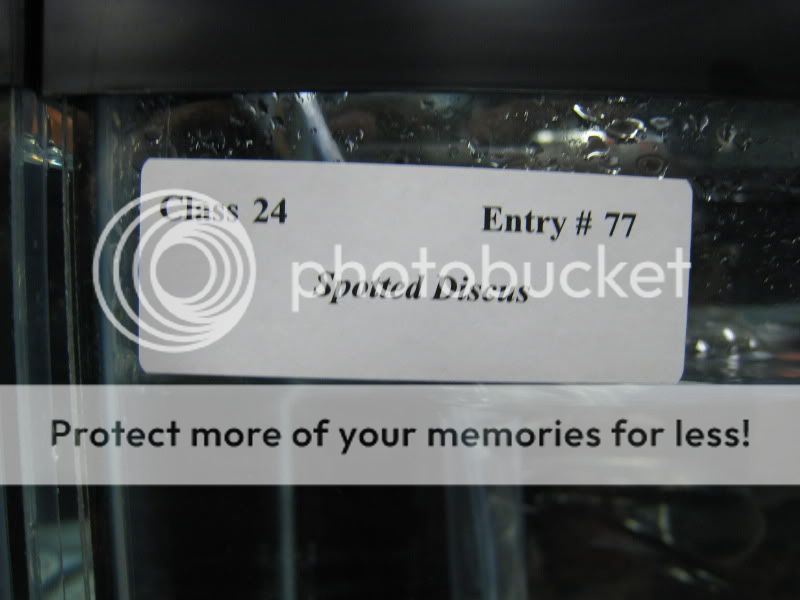 Class 24 Entry # 77
photobucket
Spotted Discus
Protect more of your memories for less!